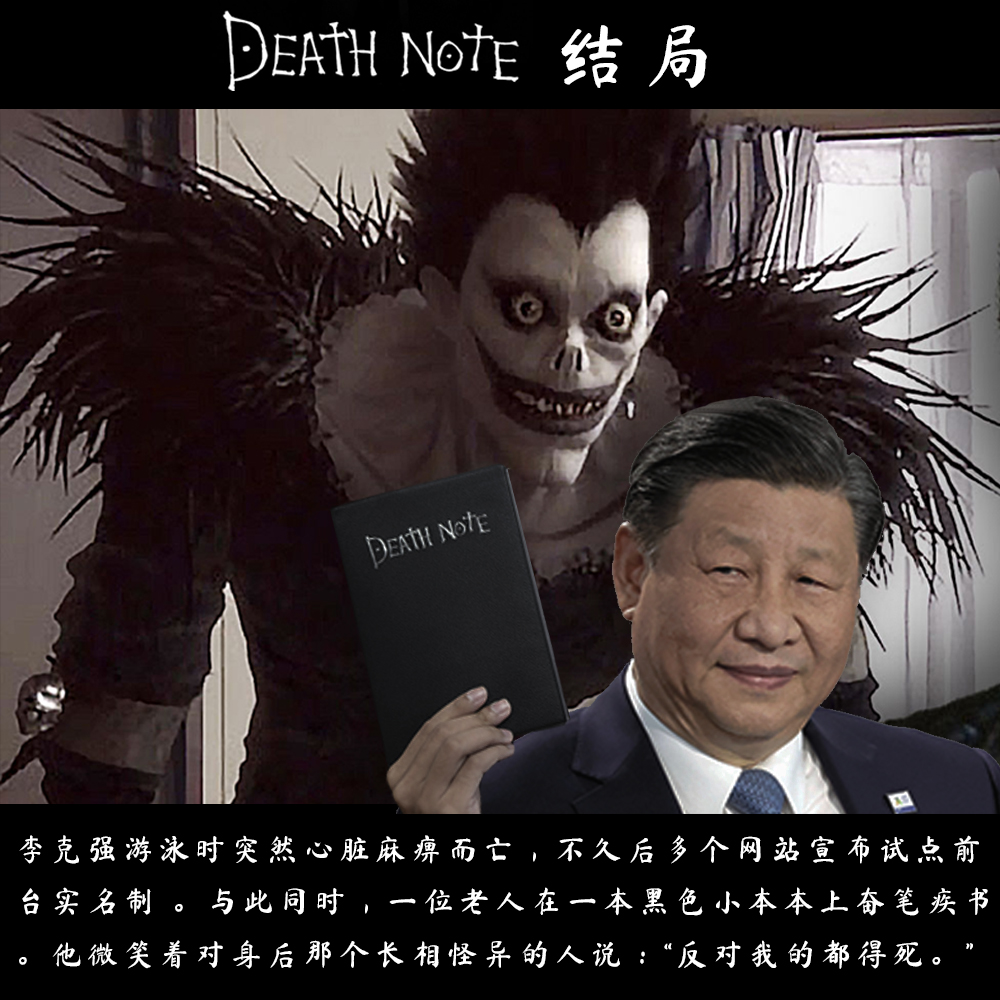 DEATH NOTE 结局
DEATH NOTE
李克强游泳时突然心脏麻痹而亡，不久后多个网站宣布试点前
台实名制 。与此同时，一位老人在一本黑色小本本上奋笔疾书
。他微笑着对身后那个长相怪异的人说：“反对我的都得死。”